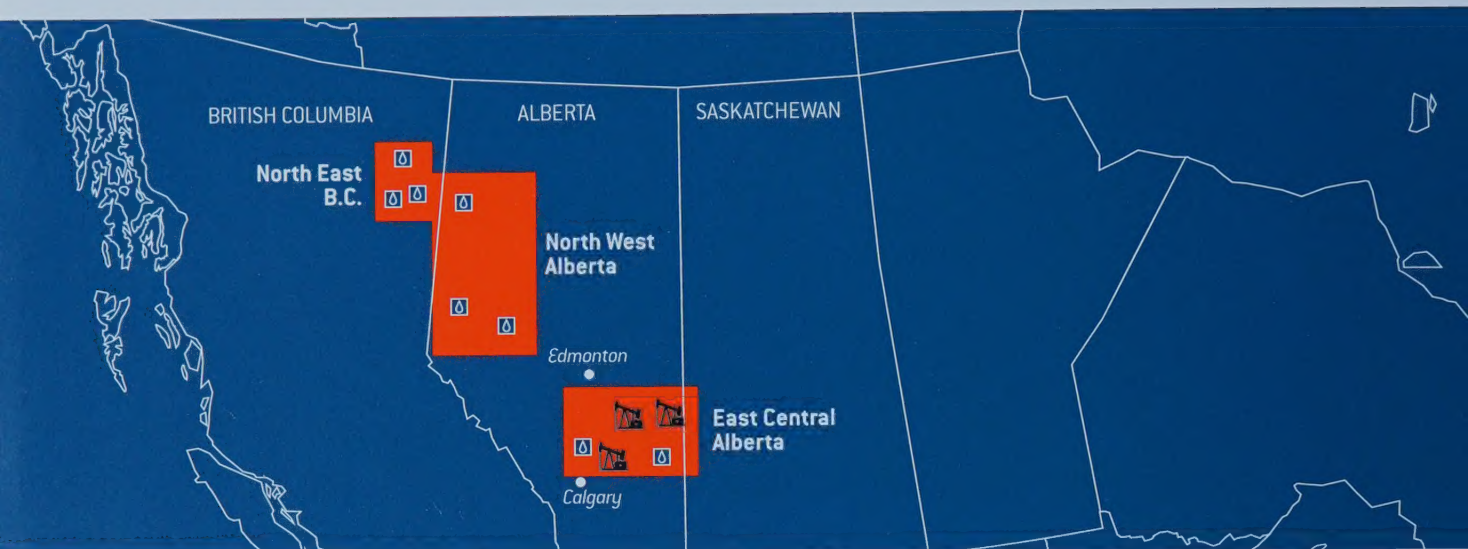 BRITISH COLUMBIA
ALBERTA
SASKATCHEWAN
North East
B.C.
North West
Alberta
Edmonton
East Central
Alberta
Calgary